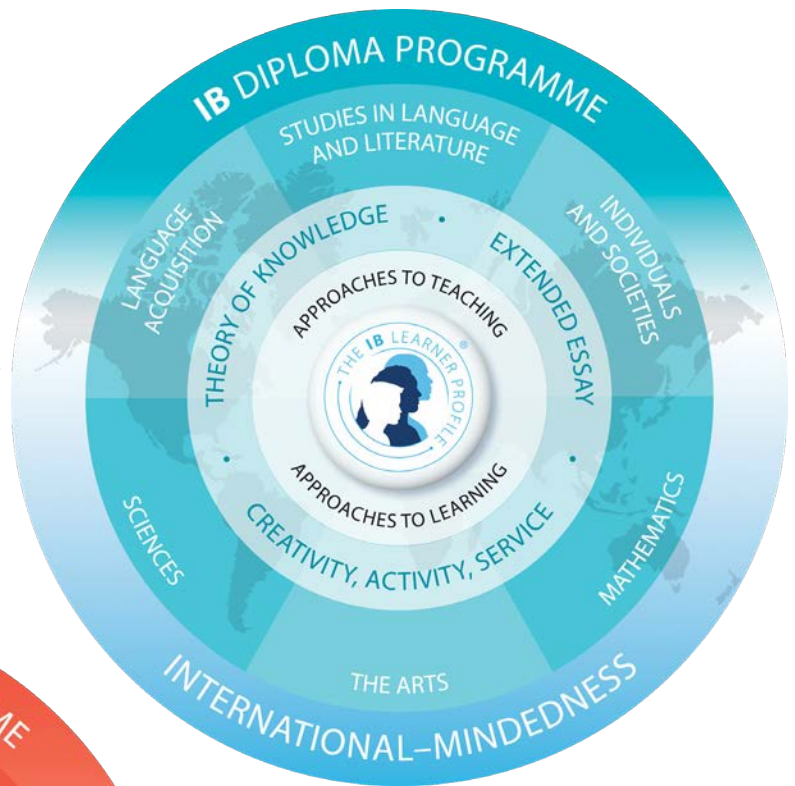 IB DIPLOMA PROGRAMME
STUDIES IN LANGUAGE
AND LITERATURE
LANGUAGE
ACQUISITION
INDIVIDUALS
AND SOCIETIES
THEORY OF KNOWLEDGE
•
EXTENDED ESSAY
APPROACHES TO TEACHING
• THE IB LEARNER PROFILE •
®
APPROACHES TO LEARNING
•
•
CREATIVITY, ACTIVITY, SERVICE
SCIENCES
MATHEMATICS
THE ARTS
INTERNATIONAL–MINDEDNESS